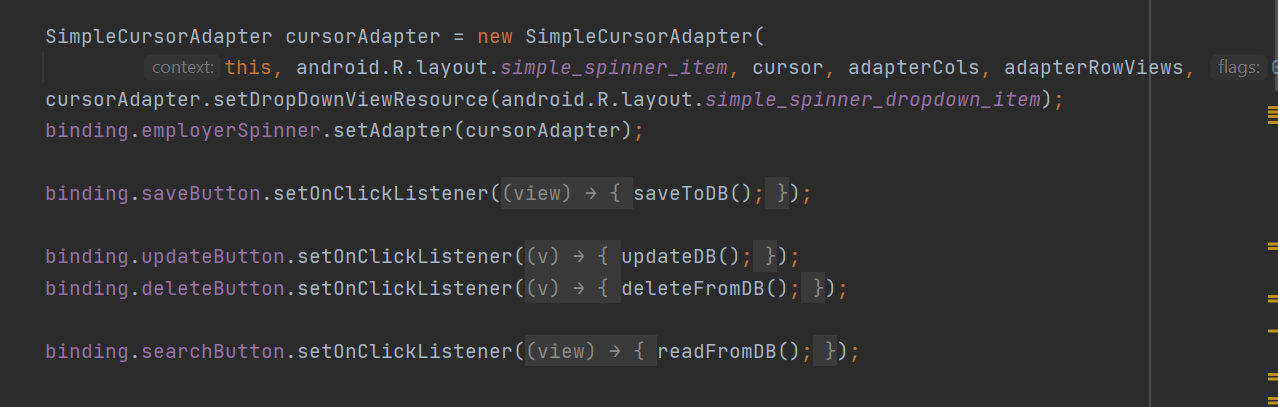 SimpleCursorAdapter cursorAdapter = new SimpleCursorAdapter(
context: this, android.R.layout.simple_spinner_item, cursor, adapterCols, adapterRowViews, flags: 0
cursorAdapter.setDropDownViewResource(android.R.layout.simple_spinner_dropdown_item);
binding.employerSpinner.setAdapter(cursorAdapter);
binding.saveButton.setOnClickListener((view) → { saveToDB(); });
binding.updateButton.setOnClickListener((v) → { updateDB(); });
binding.deleteButton.setOnClickListener((v) → { deleteFromDB(); });
binding.searchButton.setOnClickListener((view) → { readFromDB(); });